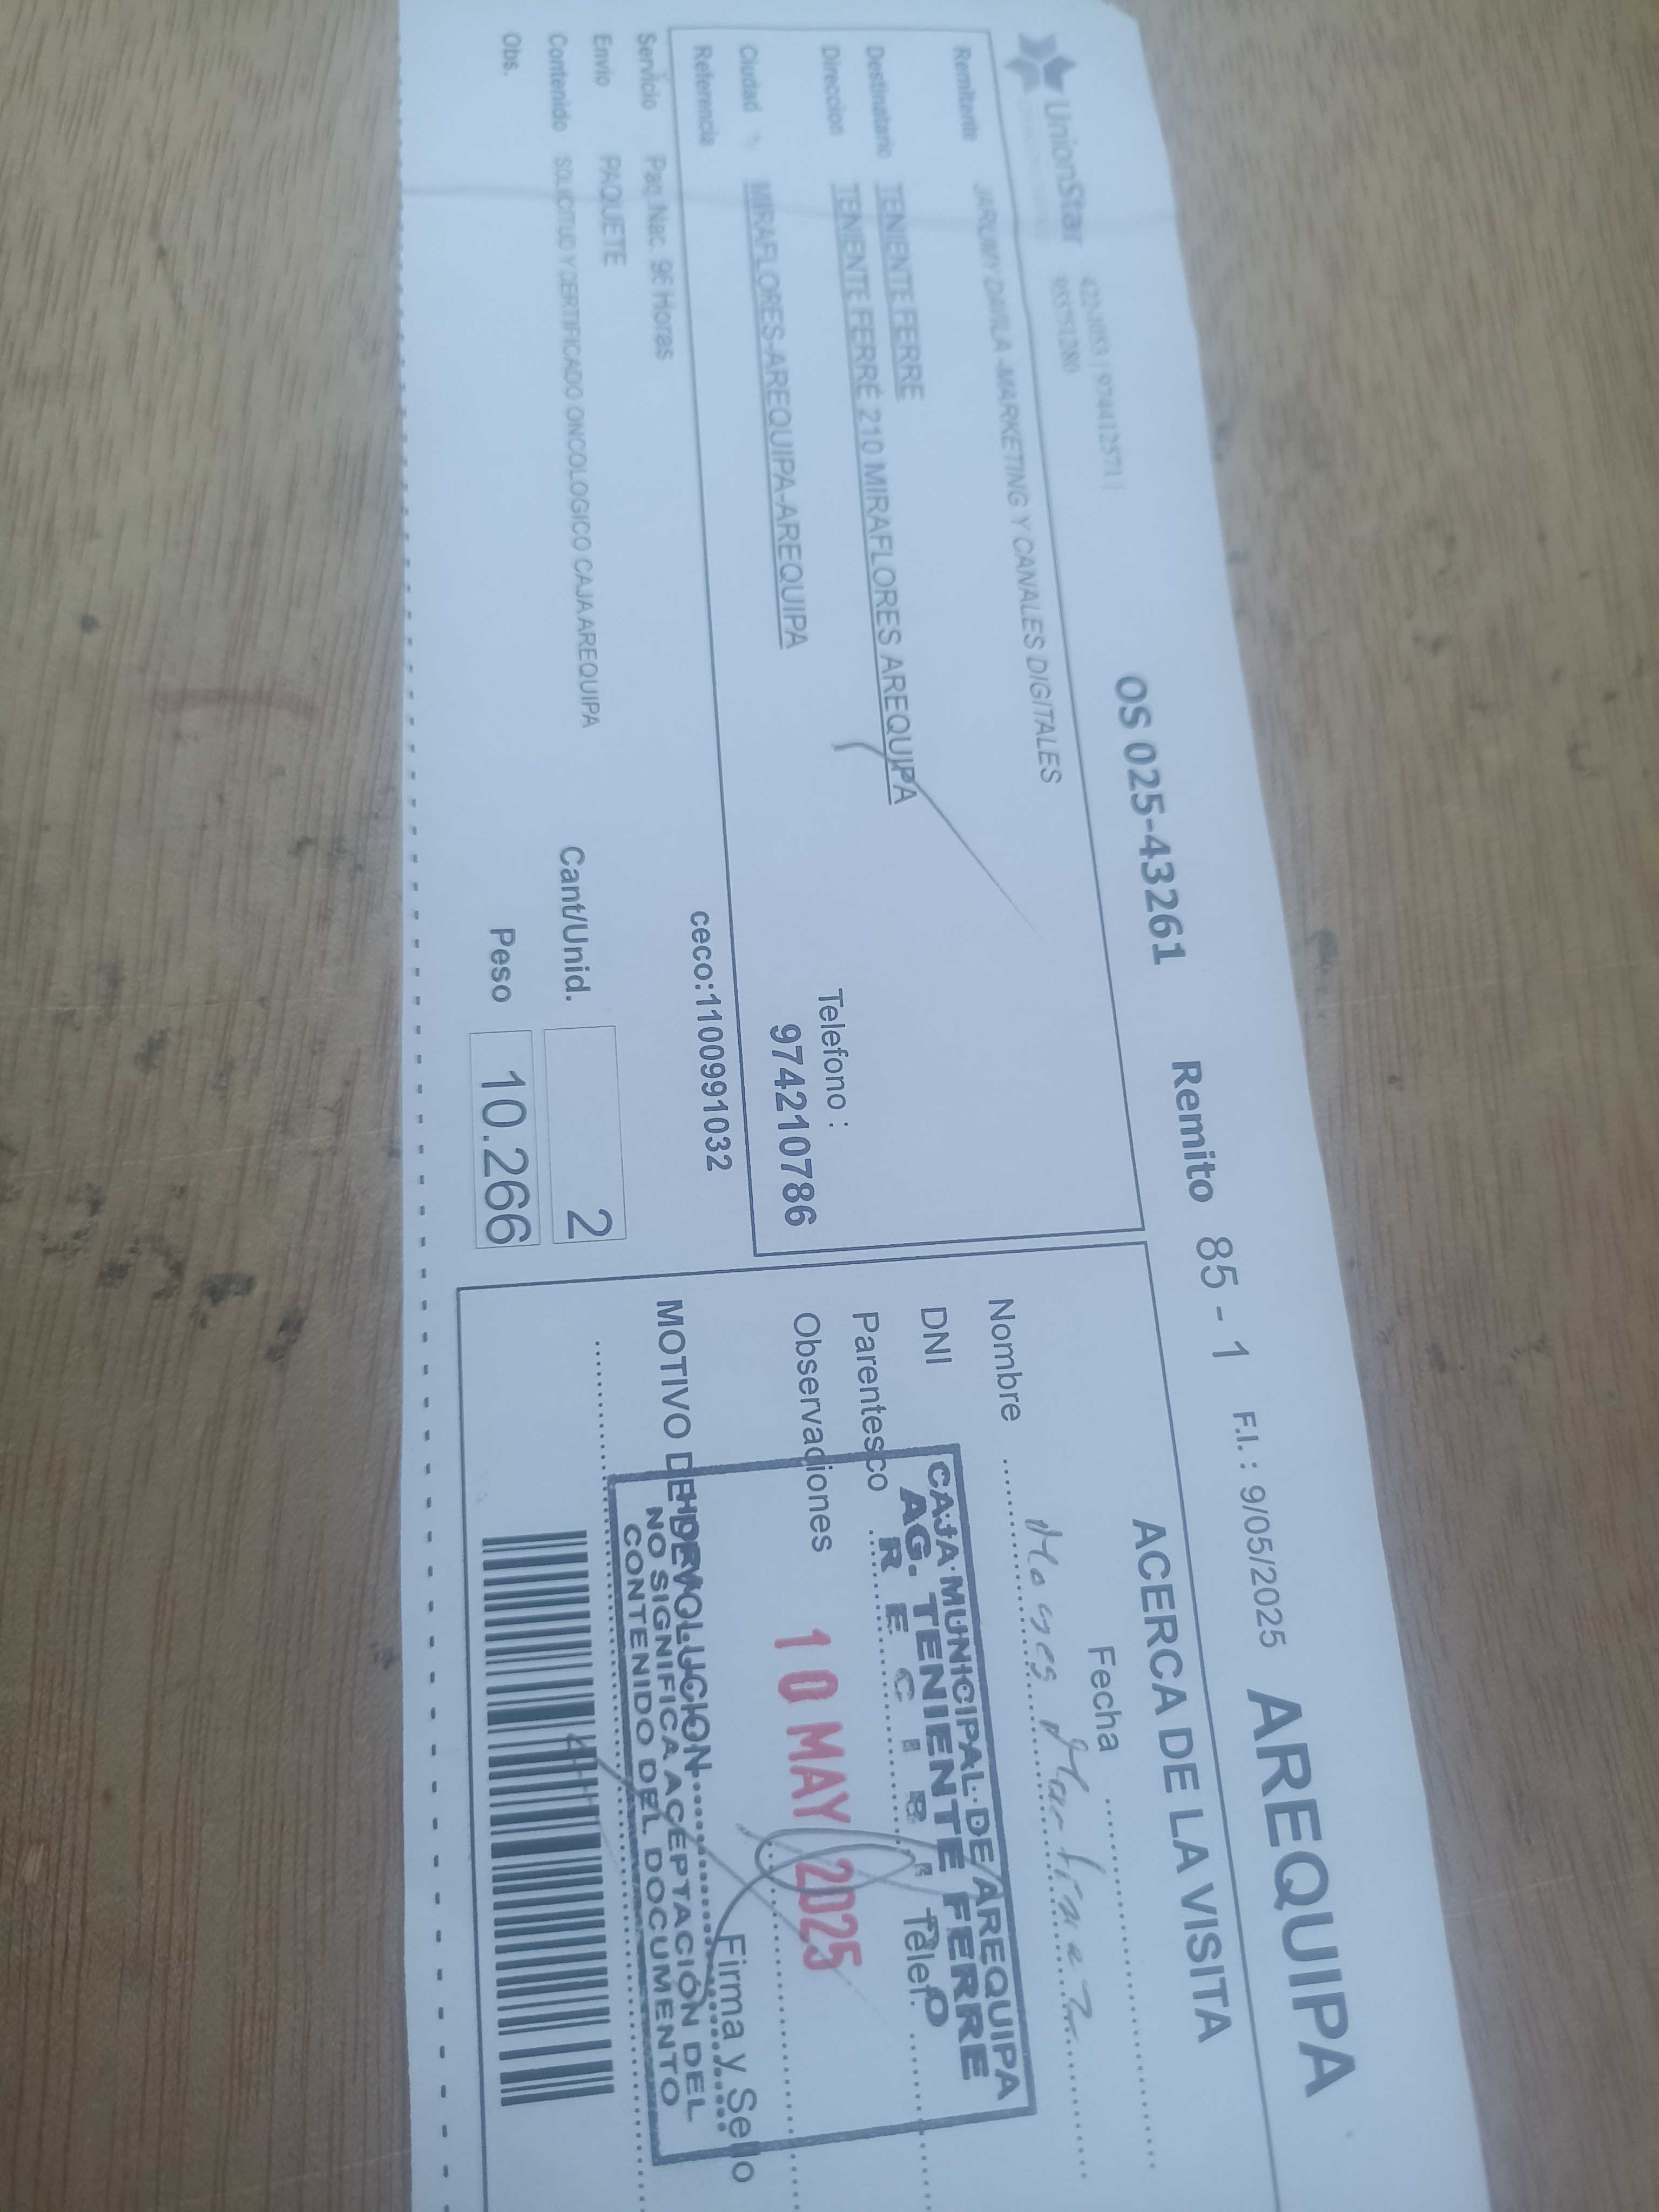 UnionStar
OS 025-43261 Remito 85 - 1 F.I. : 9/05/2025 AREQUIPA
Remitente DAVILA -MARKETING Y CANALES DIGITALES
Destinatario TENIENTE FERRE
Direccion TENIENTE FERRÉ 210 MIRAFLORES AREQUIPA
Telefono :
Ciudad MIRAFLORES-AREQUIPA-AREQUIPA 974210786
Referencia ceco:1100991032
Servicio Paq. Nac. 96 Horas
Envio PAQUETE Cant/Unid. 2
Contenido SOLICITUD Y CERTIFICADO ONCOLOGICO CAJA AREQUIPA
Obs. Peso 10.266
ACERCA DE LA VISITA
Fecha
Nombre
DNI
Parentesco Telef.
Observaciones
MOTIVO DE DEVOLUCION
Firma y Sello
CAJA MUNICIPAL DE AREQUIPA
AG. TENIENTE FERRE
R E C I B I D O
10 MAY 2025
NO SIGNIFICA ACEPTACIÓN DEL
CONTENIDO DEL DOCUMENTO